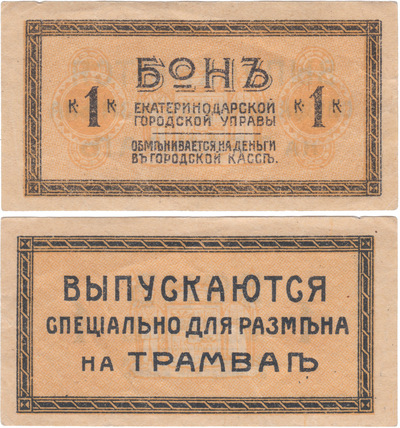 БОНЪ
К 1 К К 1 К
ЕКАТЕРИНОДАРСКОЙ
ГОРОДСКОЙ УПРАВЫ
ОБМѢНИВАЕТСЯ НА ДЕНЬГИ
ВЪ ГОРОДСКОЙ КАССѢ.
ВЫПУСКАЮТСЯ
СПЕЦІАЛЬНО ДЛЯ РАЗМѢНА
НА ТРАМВАѢ